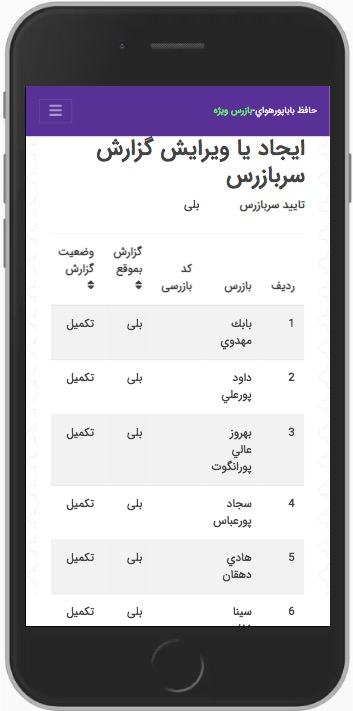 حافظ باباپورهواي-بازرس ویژه
ایجاد یا ویرایش گزارش
سربازرس
تایید سربازرس بلی
ردیف بازرس کد بازرسی گزارش بموقع وضعیت گزارش
1 بابك مهدوي بلی تکمیل
2 داود پورعلي بلی تکمیل
3 بهروز عالي پورانگوت بلی تکمیل
4 سجاد پورعباس بلی تکمیل
5 هادي دهقان بلی تکمیل
6 سينا بلی تکمیل